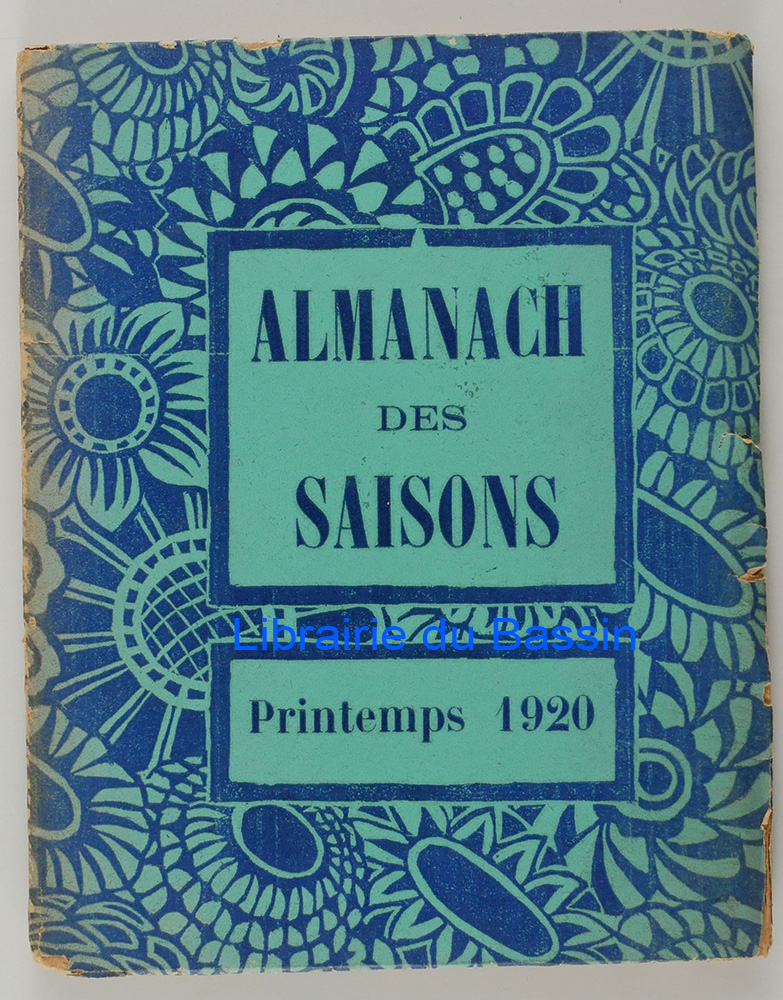 ALMANACH
DES
SAISONS
Librairie du Bassin
Printemps 1920